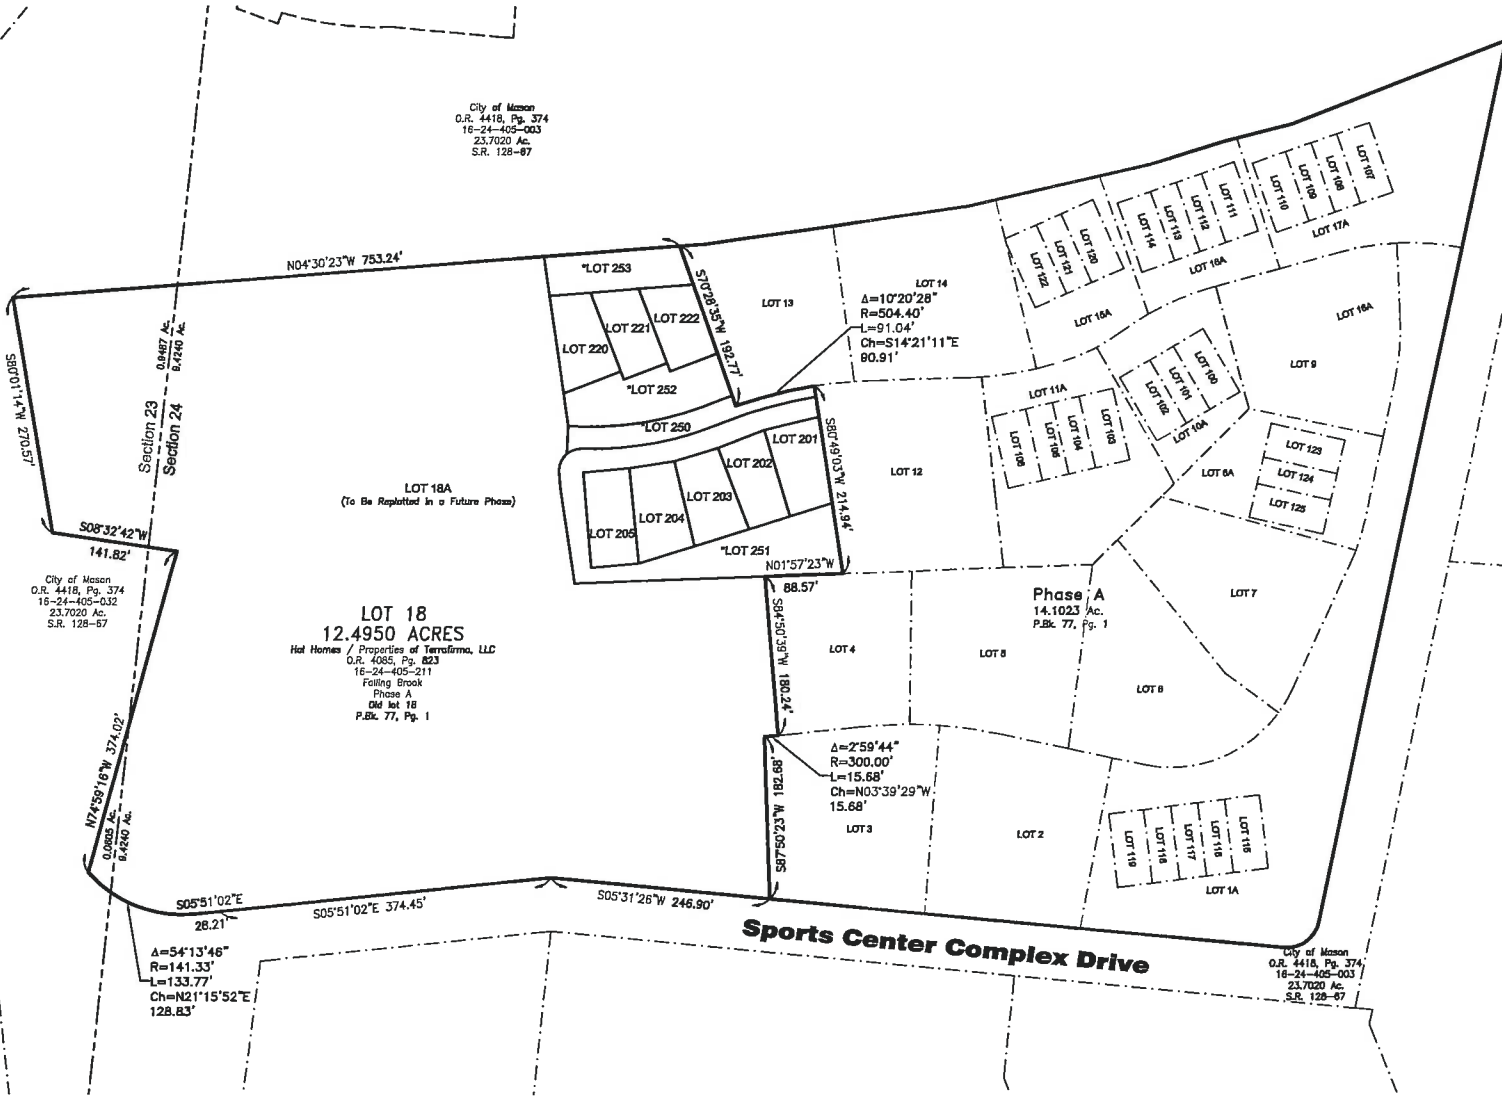 City of Mason
O.R. 4418, Pg. 374
16-24-405-003
23.7020 Ac.
S.R. 128-67
N04°30'23"W 753.24'
S80°01'14"W 270.57'
0.9467 Ac.
9.4240 Ac.
Section 23
Section 24
S08°32'42"W
141.82'
City of Mason
O.R. 4418, Pg. 374
16-24-405-032
23.7020 Ac.
S.R. 128-67
LOT 18A
(To Be Replatted in a Future Phase)
LOT 18
12.4950 ACRES
Hal Homes / Properties of Terrafirma, LLC
O.R. 4085, Pg. 823
16-24-405-211
Falling Brook
Phase A
Old lot 18
P.Bk. 77, Pg. 1
N74°59'16"W 374.02'
0.0805 Ac.
9.4240 Ac.
S05°51'02"E
28.21'
S05°51'02"E 374.45'
S05°31'26"W 246.90'
Δ=54°13'46"
R=141.33'
L=133.77'
Ch=N21°15'52"E
128.83'
*LOT 253
LOT 220
LOT 221
LOT 222
*LOT 252
*LOT 250
LOT 201
LOT 202
LOT 203
LOT 204
LOT 205
*LOT 251
S70°28'35"W 192.77'
Δ=10°20'28"
R=504.40'
L=91.04'
Ch=S14°21'11"E
90.91'
S80°49'03"W 214.94'
N01°57'23"W
88.57'
S84°50'39"W 180.24'
Δ=2°59'44"
R=300.00'
L=15.68'
Ch=N03°39'29"W
15.68'
S87°50'23"W 182.68'
LOT 13
LOT 14
LOT 122
LOT 121
LOT 120
LOT 15A
LOT 114
LOT 113
LOT 112
LOT 111
LOT 16A
LOT 110
LOT 109
LOT 108
LOT 107
LOT 17A
LOT 16A
LOT 9
LOT 11A
LOT 106
LOT 105
LOT 104
LOT 103
LOT 102
LOT 101
LOT 100
LOT 10A
LOT 12
LOT 8A
LOT 123
LOT 124
LOT 125
Phase A
14.1023 Ac.
P.Bk. 77, Pg. 1
LOT 7
LOT 4
LOT 5
LOT 6
LOT 3
LOT 2
LOT 119
LOT 118
LOT 117
LOT 116
LOT 115
LOT 1A
Sports Center Complex Drive
City of Mason
O.R. 4418, Pg. 374
16-24-405-003
23.7020 Ac.
S.R. 128-67